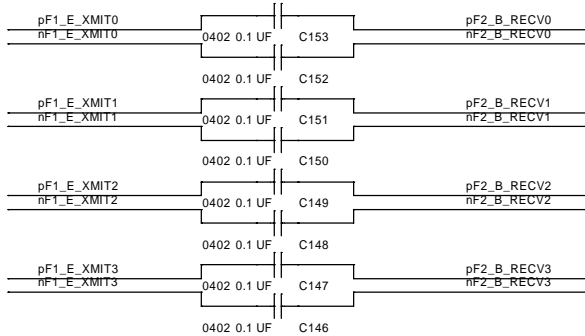 pF1_E_XMIT0 pF2_B_RECV0
nF1_E_XMIT0 0402 0.1 UF C153 nF2_B_RECV0
0402 0.1 UF C152
pF1_E_XMIT1 pF2_B_RECV1
nF1_E_XMIT1 0402 0.1 UF C151 nF2_B_RECV1
0402 0.1 UF C150
pF1_E_XMIT2 pF2_B_RECV2
nF1_E_XMIT2 0402 0.1 UF C149 nF2_B_RECV2
0402 0.1 UF C148
pF1_E_XMIT3 pF2_B_RECV3
nF1_E_XMIT3 0402 0.1 UF C147 nF2_B_RECV3
0402 0.1 UF C146